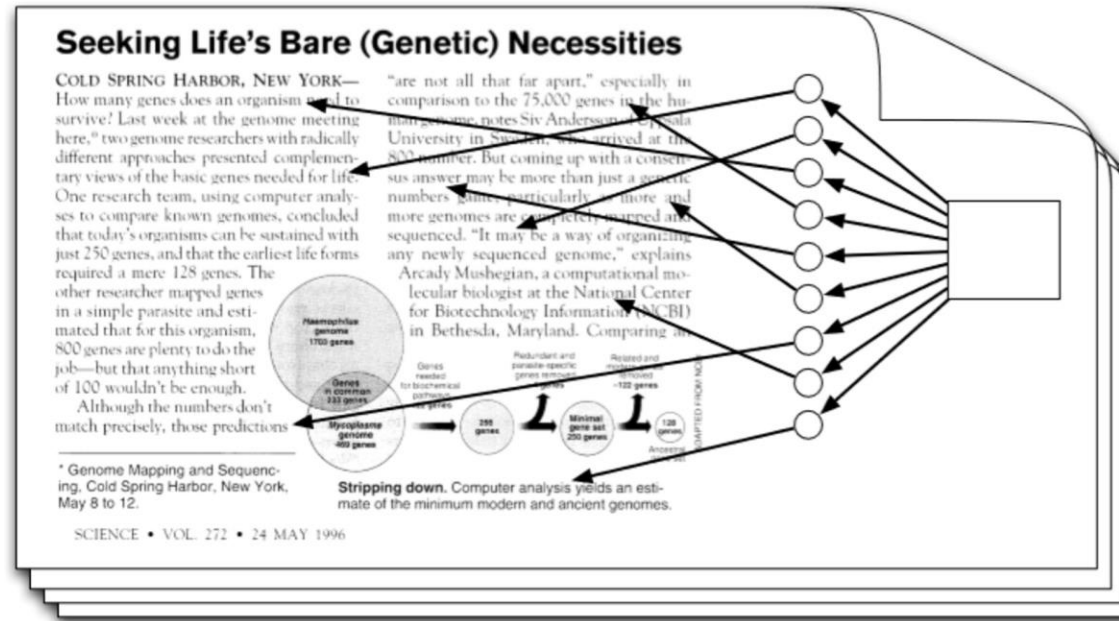 Seeking Life's Bare (Genetic) Necessities
COLD SPRING HARBOR, NEW YORK—
How many genes does an organism need to
survive? Last week at the genome meeting
here,* two genome researchers with radically
different approaches presented complemen-
tary views of the basic genes needed for life.
One research team, using computer analy-
ses to compare known genomes, concluded
that today's organisms can be sustained with
just 250 genes, and that the earliest life forms
required a mere 128 genes. The
other researcher mapped genes
in a simple parasite and esti-
mated that for this organism,
800 genes are plenty to do the
job—but that anything short
of 100 wouldn't be enough.
Although the numbers don't
match precisely, those predictions
* Genome Mapping and Sequenc-
ing, Cold Spring Harbor, New York,
May 8 to 12.
SCIENCE • VOL. 272 • 24 MAY 1996
"are not all that far apart," especially in
comparison to the 75,000 genes in the hu-
man genome, notes Siv Andersson of Uppsala
University in Sweden, who arrived at the
800 number. But coming up with a consen-
sus answer may be more than just a genetic
numbers game, particularly as more and
more genomes are completely mapped and
sequenced. "It may be a way of organizing
any newly sequenced genome," explains
Arcady Mushegian, a computational mo-
lecular biologist at the National Center
for Biotechnology Information (NCBI)
in Bethesda, Maryland. Comparing an
Haemophilus
genome
1703 genes
Genes
in common
233 genes
Mycoplasma
genome
469 genes
Genes
needed
for biochemical
pathways
genes
256
genes
Redundant and
parasite-specific
genes removed
genes
Minimal
gene set
250 genes
Related and
modern genes
removed
–122 genes
128
genes
Ancestral
gene set
ADAPTED FROM NCBI
Stripping down. Computer analysis yields an esti-
mate of the minimum modern and ancient genomes.